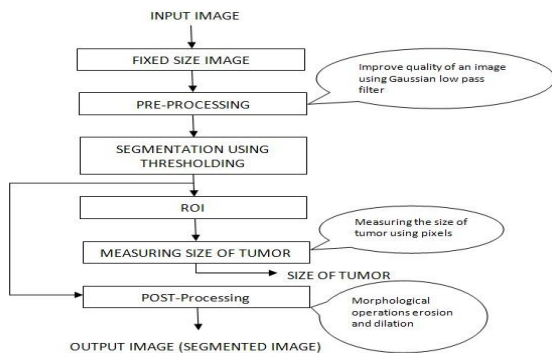 INPUT IMAGE
FIXED SIZE IMAGE
Improve quality of an image
using Gaussian low pass
filter
PRE-PROCESSING
SEGMENTATION USING
THRESHOLDING
ROI
Measuring the size of
tumor using pixels
MEASURING SIZE OF TUMOR
SIZE OF TUMOR
POST-Processing
Morphological
operations erosion
and dilation
OUTPUT IMAGE (SEGMENTED IMAGE)